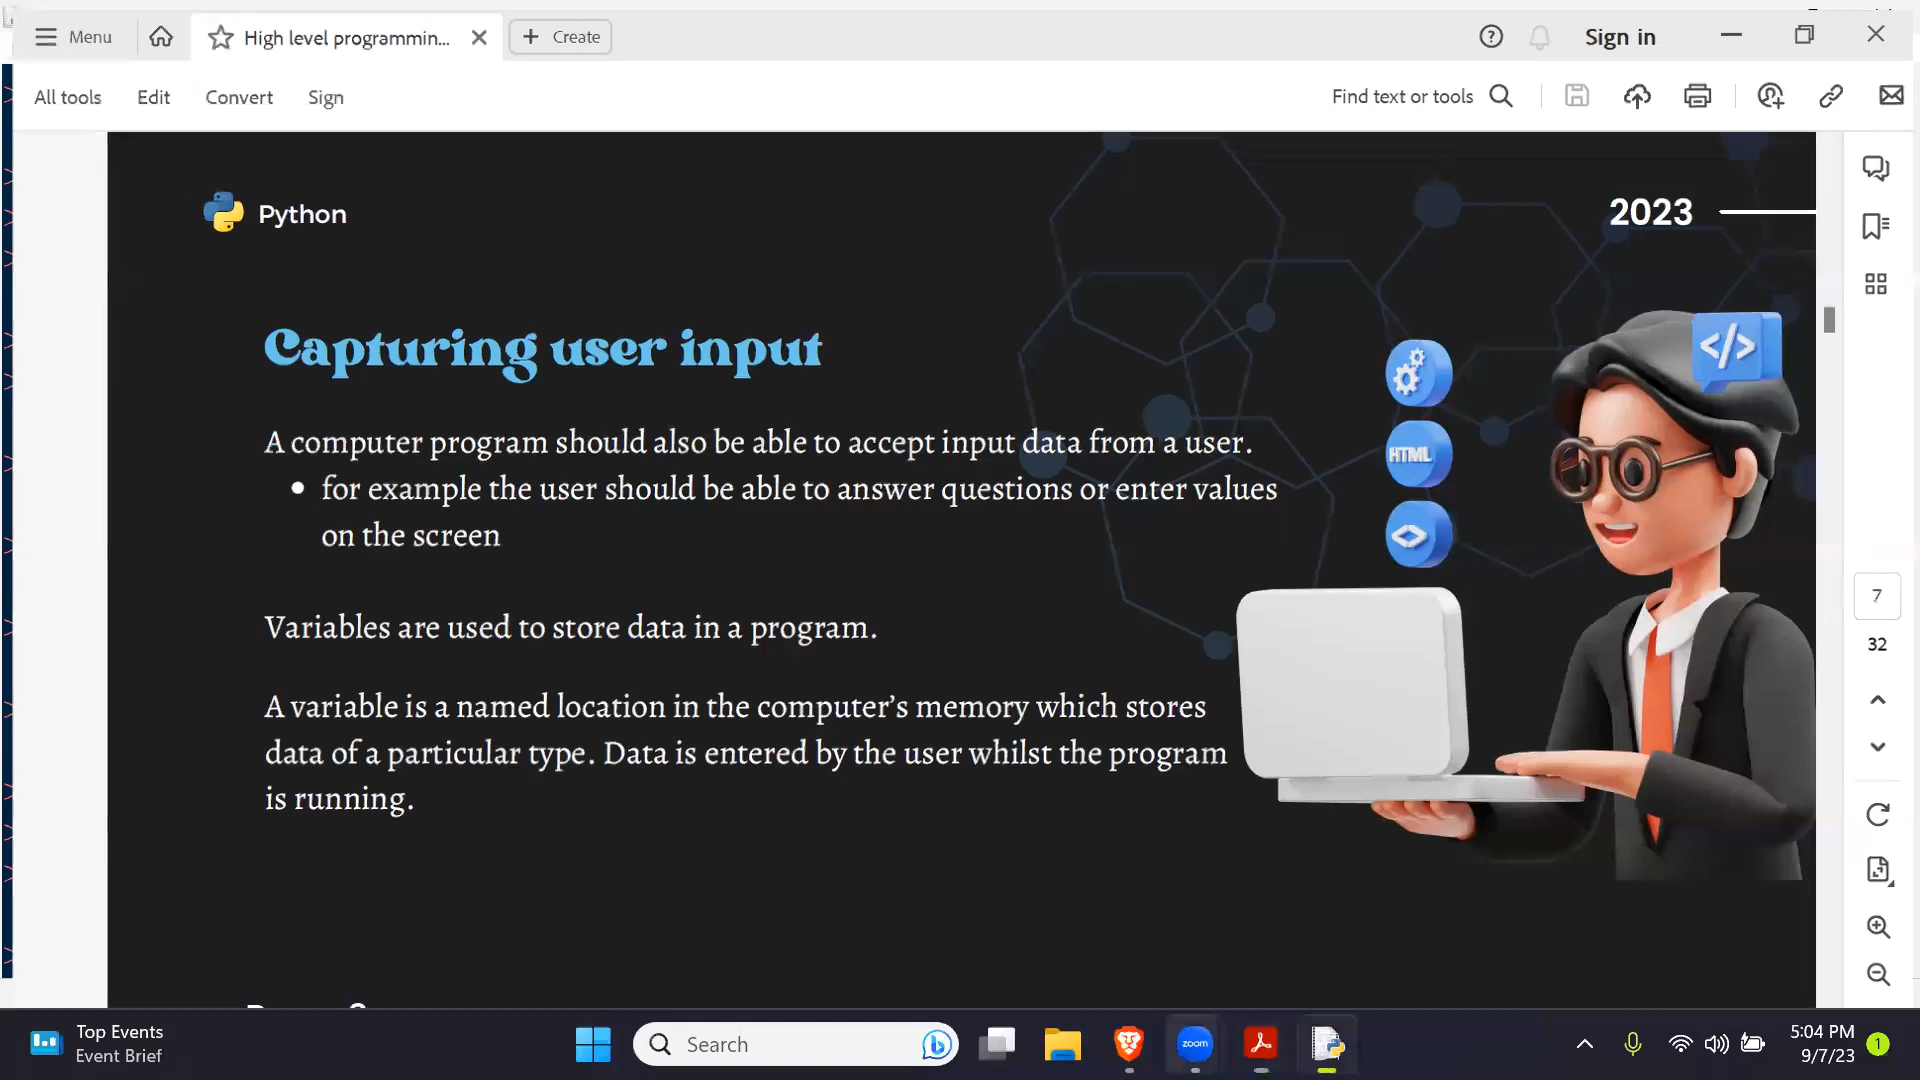 Menu
High level programmin...
Create
Sign in
All tools
Edit
Convert
Sign
Find text or tools
Python
2023
</>
Capturing user input
HTML
A computer program should also be able to accept input data from a user.
• for example the user should be able to answer questions or enter values
on the screen
Variables are used to store data in a program.
A variable is a named location in the computer's memory which stores
data of a particular type. Data is entered by the user whilst the program
is running.
7
32
Top Events
Event Brief
Search
zoom
5:04 PM
9/7/23
1